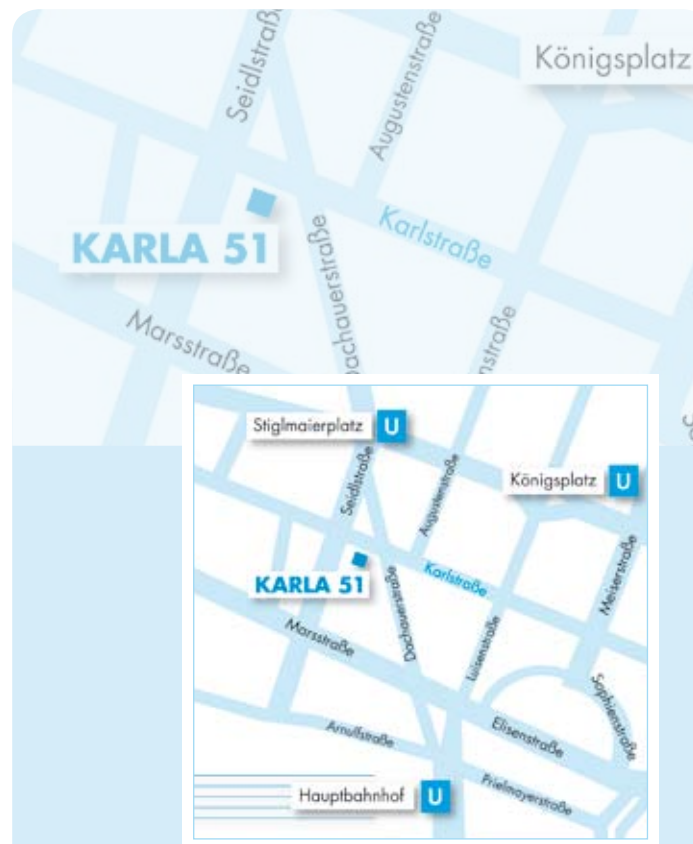 Seidlstraße
Augustenstraße
Königsplatz
KARLA 51
Karlstraße
Dachauerstraße
Marsstraße
nstraße
Stiglmaierplatz U
Seidlstraße
Augustenstraße
Königsplatz U
KARLA 51
Karlstraße
Meiserstraße
Dachauerstraße
Marsstraße
Luisenstraße
Sophienstraße
Arnulfstraße
Elisenstraße
Hauptbahnhof U
Prielmayerstraße